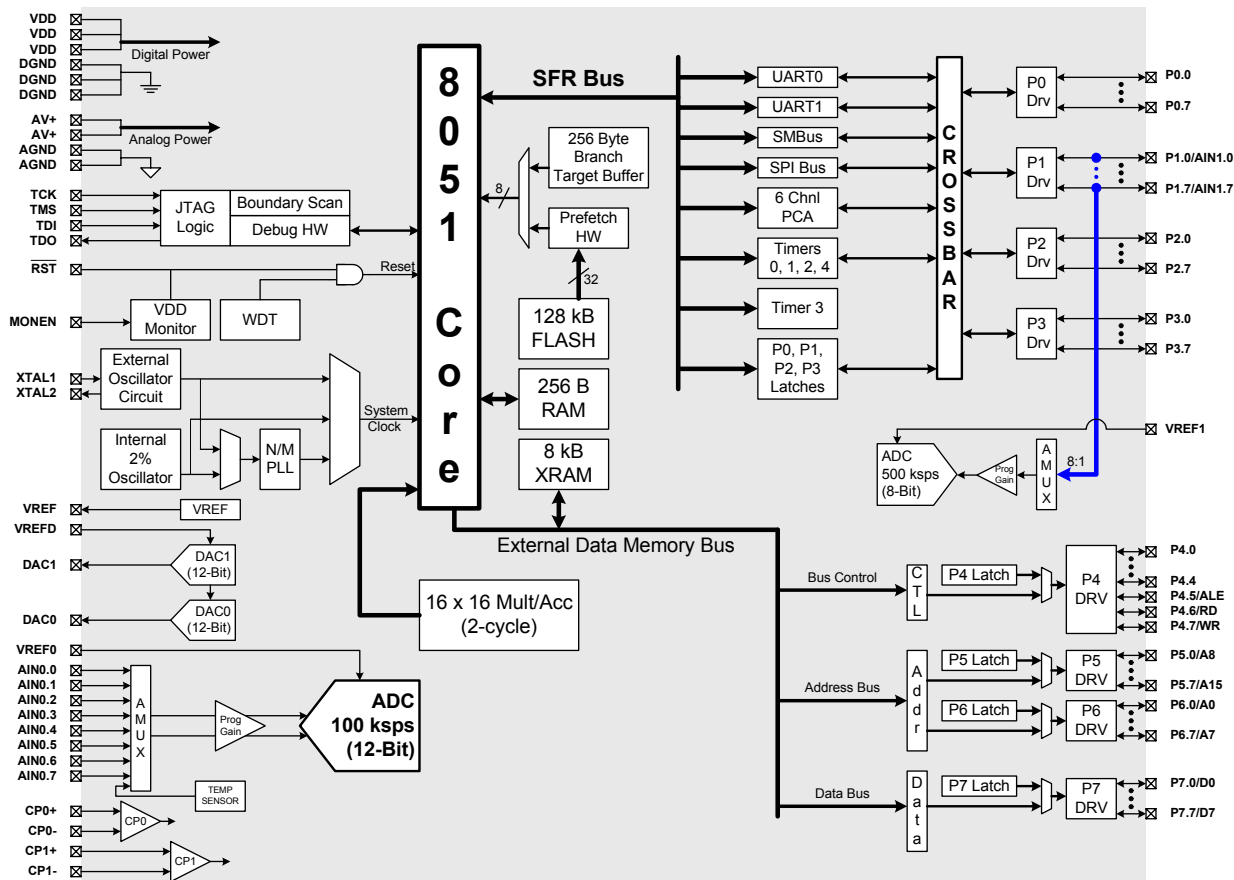 VDD
VDD
VDD
DGND
DGND
DGND
Digital Power
AV+
AV+
AGND
AGND
Analog Power
TCK
TMS
TDI
TDO
JTAG
Logic
Boundary Scan
Debug HW
RST
Reset
MONEN
VDD
Monitor
WDT
XTAL1
XTAL2
External
Oscillator
Circuit
Internal
2%
Oscillator
N/M
PLL
System
Clock
VREF
VREF
VREFD
DAC1
DAC1
(12-Bit)
DAC0
DAC0
(12-Bit)
VREF0
AIN0.0
AIN0.1
AIN0.2
AIN0.3
AIN0.4
AIN0.5
AIN0.6
AIN0.7
AMUX
Prog
Gain
ADC
100 ksps
(12-Bit)
TEMP
SENSOR
CP0+
CP0-
CP0
CP1+
CP1-
CP1
8051 Core
SFR Bus
256 Byte
Branch
Target Buffer
8
Prefetch
HW
32
128 kB
FLASH
256 B
RAM
8 kB
XRAM
External Data Memory Bus
16 x 16 Mult/Acc
(2-cycle)
UART0
UART1
SMBus
SPI Bus
6 Chnl
PCA
Timers
0, 1, 2, 4
Timer 3
P0, P1,
P2, P3
Latches
CROSSBAR
P0
Drv
P0.0
P0.7
P1
Drv
P1.0/AIN1.0
P1.7/AIN1.7
P2
Drv
P2.0
P2.7
P3
Drv
P3.0
P3.7
VREF1
ADC
500 ksps
(8-Bit)
Prog
Gain
AMUX
8:1
Bus Control
CTL
P4 Latch
P4
DRV
P4.0
P4.4
P4.5/ALE
P4.6/RD
P4.7/WR
Address Bus
Addr
P5 Latch
P5
DRV
P5.0/A8
P5.7/A15
P6 Latch
P6
DRV
P6.0/A0
P6.7/A7
Data Bus
Data
P7 Latch
P7
DRV
P7.0/D0
P7.7/D7